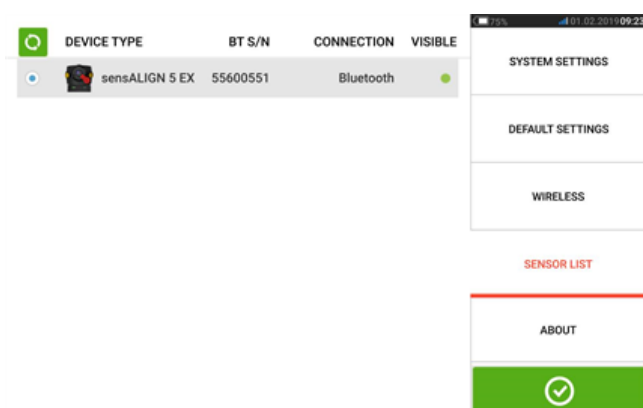 75% 01.02.2019 09:23
DEVICE TYPE BT S/N CONNECTION VISIBLE
sensALIGN 5 EX 55600551 Bluetooth
SYSTEM SETTINGS
DEFAULT SETTINGS
WIRELESS
SENSOR LIST
ABOUT